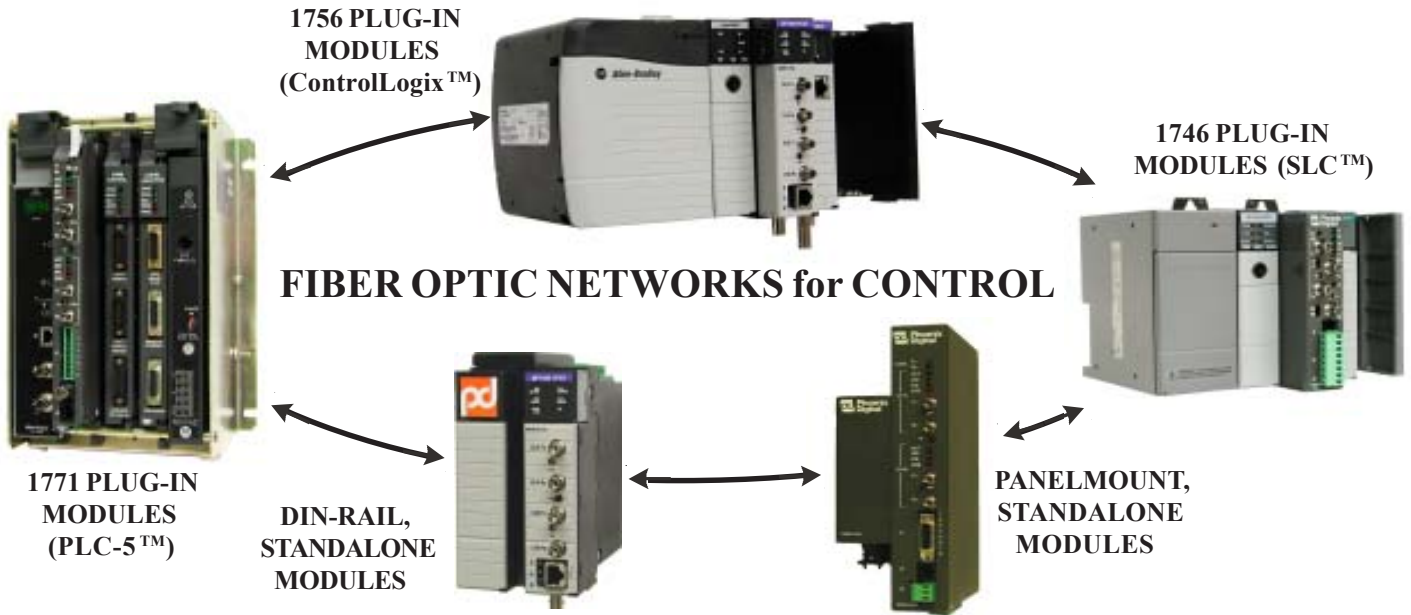 1756 PLUG-IN
MODULES
(ControlLogix™)
Allen-Bradley
1746 PLUG-IN
MODULES (SLC™)
FIBER OPTIC NETWORKS for CONTROL
pd
Phoenix
Digital
Phoenix
Digital
1771 PLUG-IN
MODULES
(PLC-5™)
DIN-RAIL,
STANDALONE
MODULES
PANELMOUNT,
STANDALONE
MODULES